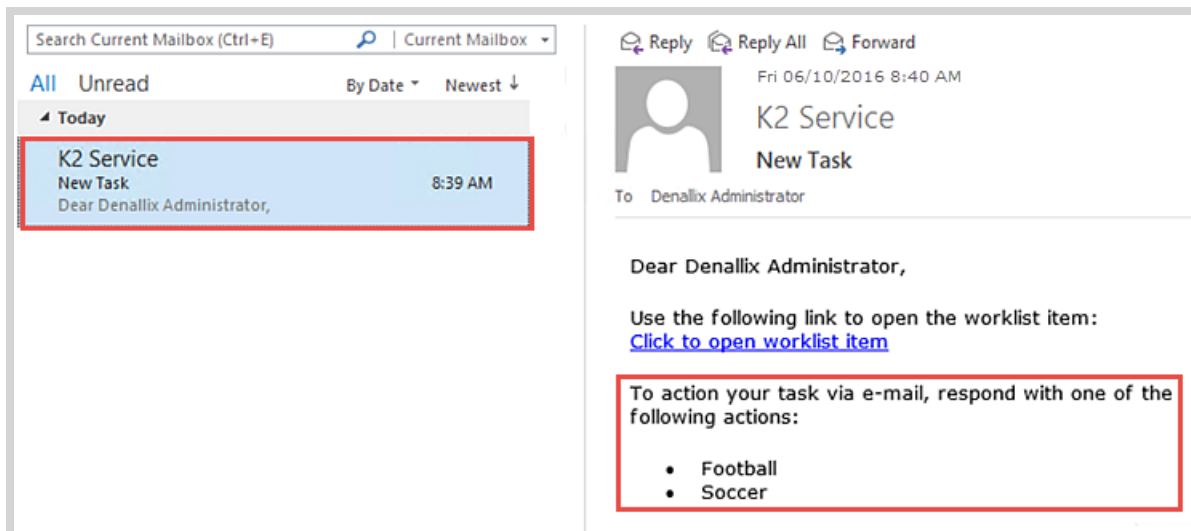 Search Current Mailbox (Ctrl+E) Current Mailbox
All Unread By Date Newest ↓
Today
K2 Service
New Task 8:39 AM
Dear Denallix Administrator,
Reply Reply All Forward
Fri 06/10/2016 8:40 AM
K2 Service
New Task
To Denallix Administrator
Dear Denallix Administrator,
Use the following link to open the worklist item:
Click to open worklist item
To action your task via e-mail, respond with one of the
following actions:
• Football
• Soccer